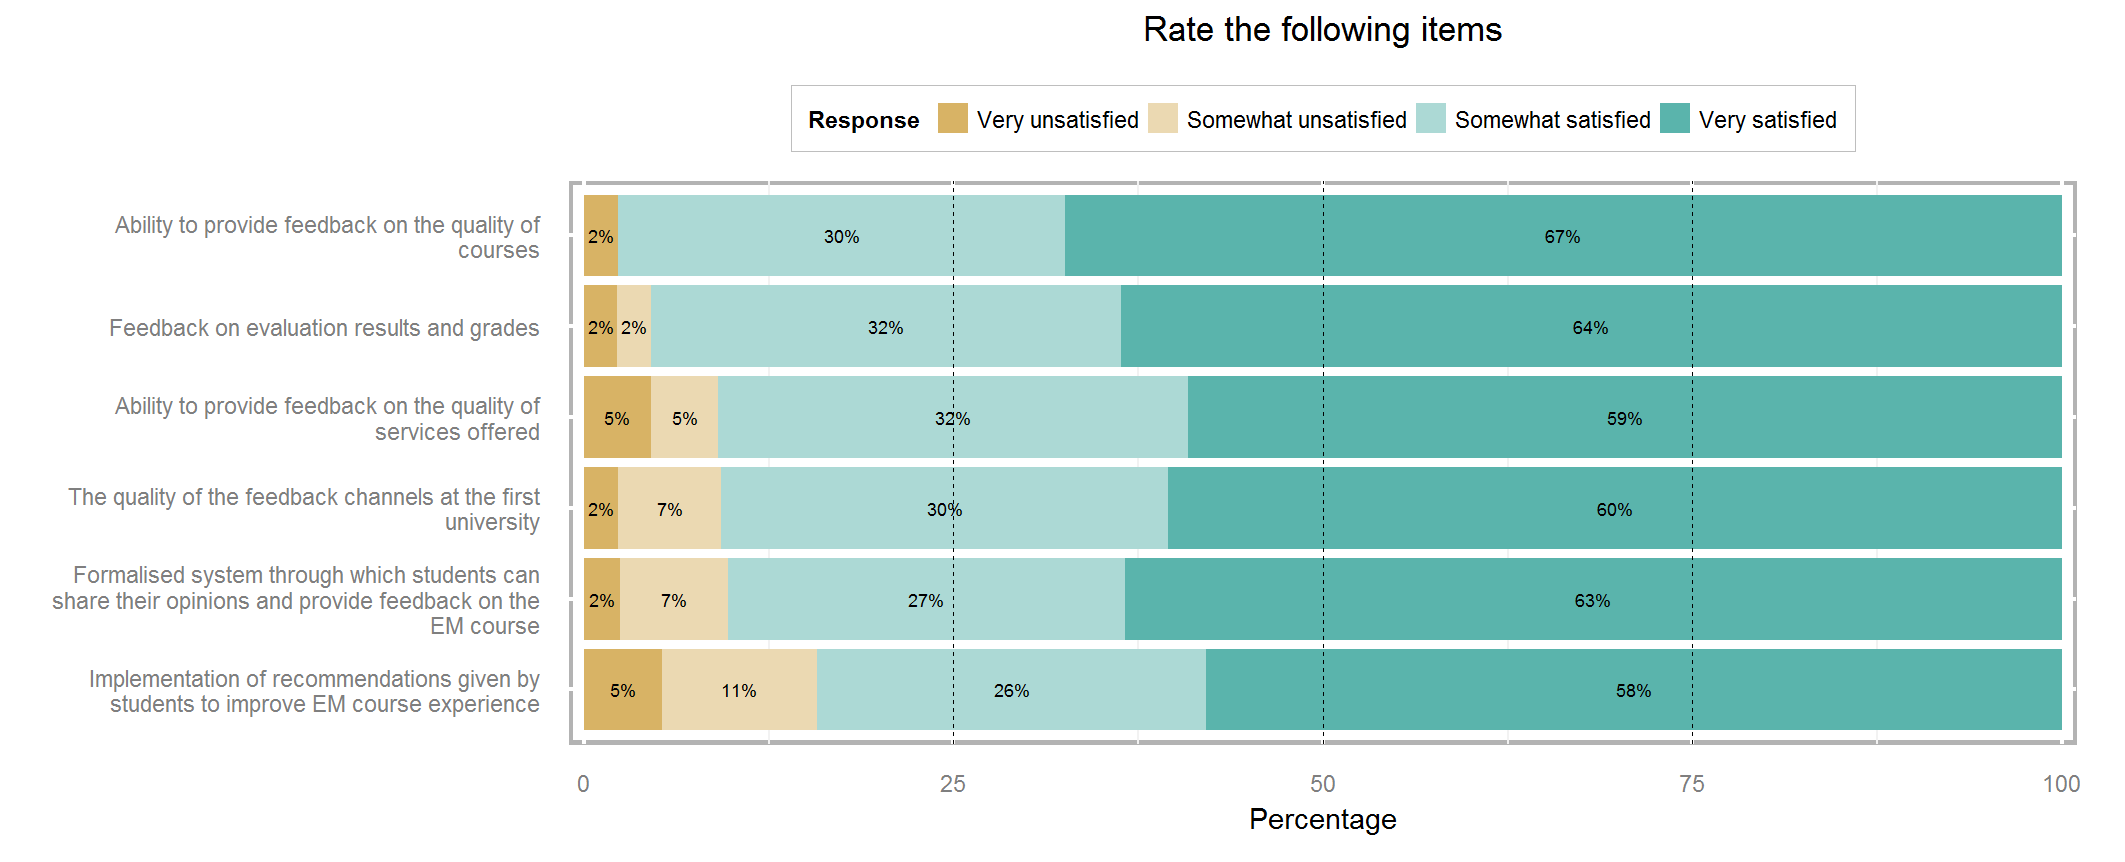 Rate the following items
Response Very unsatisfied Somewhat unsatisfied Somewhat satisfied Very satisfied
Ability to provide feedback on the quality of
courses
2% 30% 67%
Feedback on evaluation results and grades
2% 2% 32% 64%
Ability to provide feedback on the quality of
services offered
5% 5% 32% 59%
The quality of the feedback channels at the first
university
2% 7% 30% 60%
Formalised system through which students can
share their opinions and provide feedback on the
EM course
2% 7% 27% 63%
Implementation of recommendations given by
students to improve EM course experience
5% 11% 26% 58%
0 25 50 75 100
Percentage